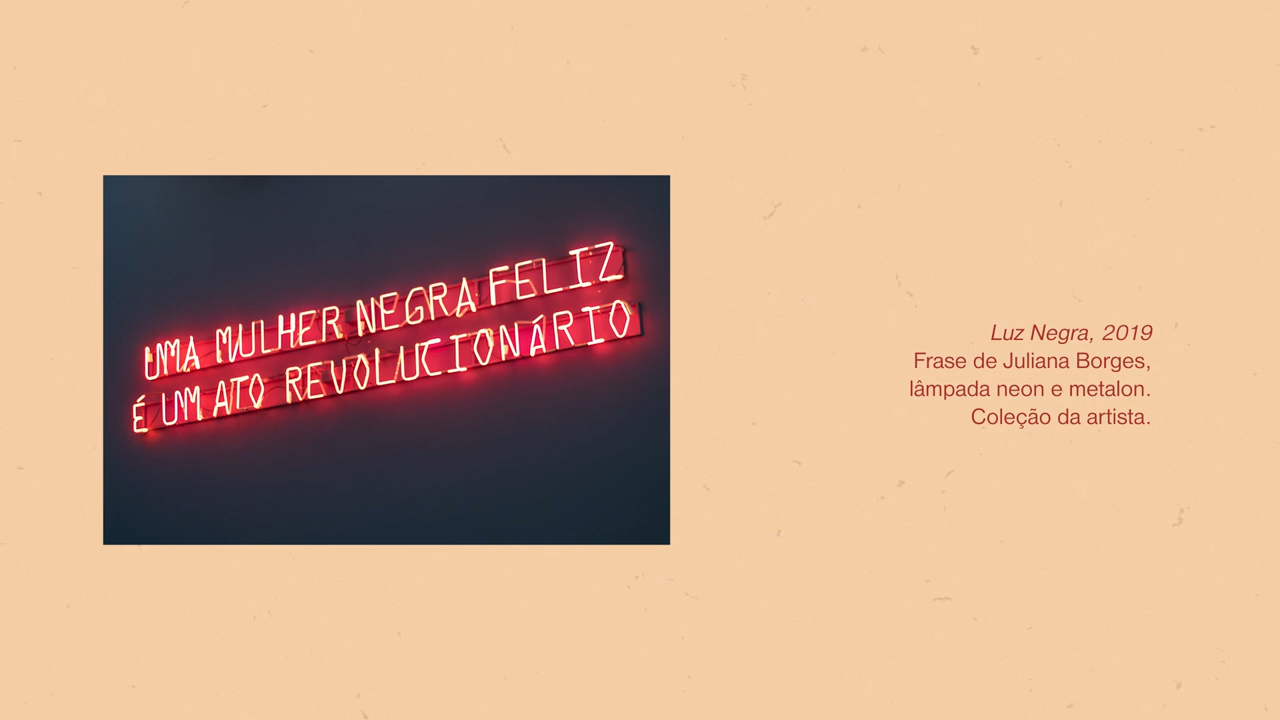 UMA MULHER NEGRA FELIZ
É UM ATO REVOLUCIONÁRIO
Luz Negra, 2019
Frase de Juliana Borges,
lâmpada neon e metalon.
Coleção da artista.